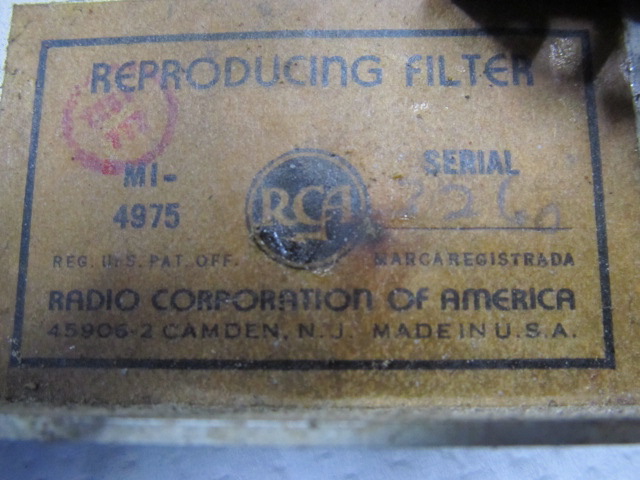 REPRODUCING FILTER
MI-
4975
RCA
SERIAL
REG. U.S. PAT. OFF.
MARCA REGISTRADA
RADIO CORPORATION OF AMERICA
45906-2 CAMDEN, N. J. MADE IN U.S.A.